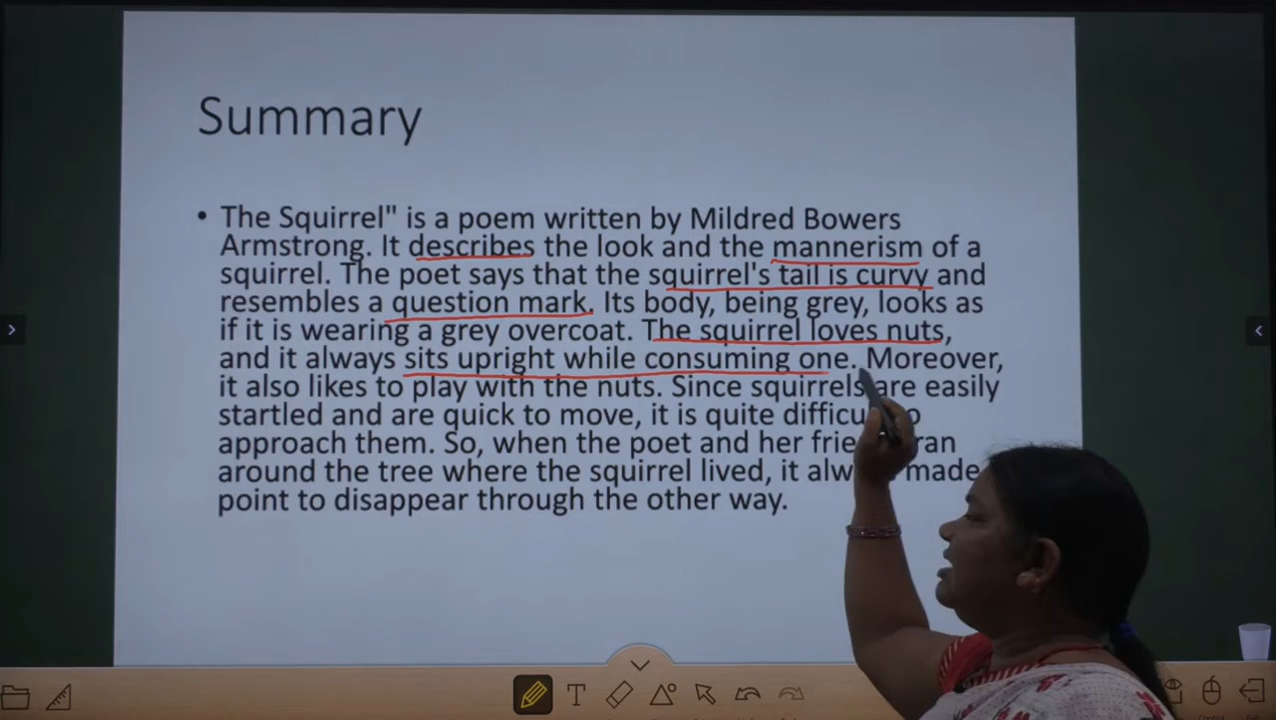 Summary
• The Squirrel" is a poem written by Mildred Bowers
Armstrong. It describes the look and the mannerism of a
squirrel. The poet says that the squirrel's tail is curvy and
resembles a question mark. Its body, being grey, looks as
if it is wearing a grey overcoat. The squirrel loves nuts,
and it always sits upright while consuming one. Moreover,
it also likes to play with the nuts. Since squirrels are easily
startled and are quick to move, it is quite
approach them. So, when the poet and her ran
around the tree where the squirrel lived, it made
point to disappear through the other way.
T